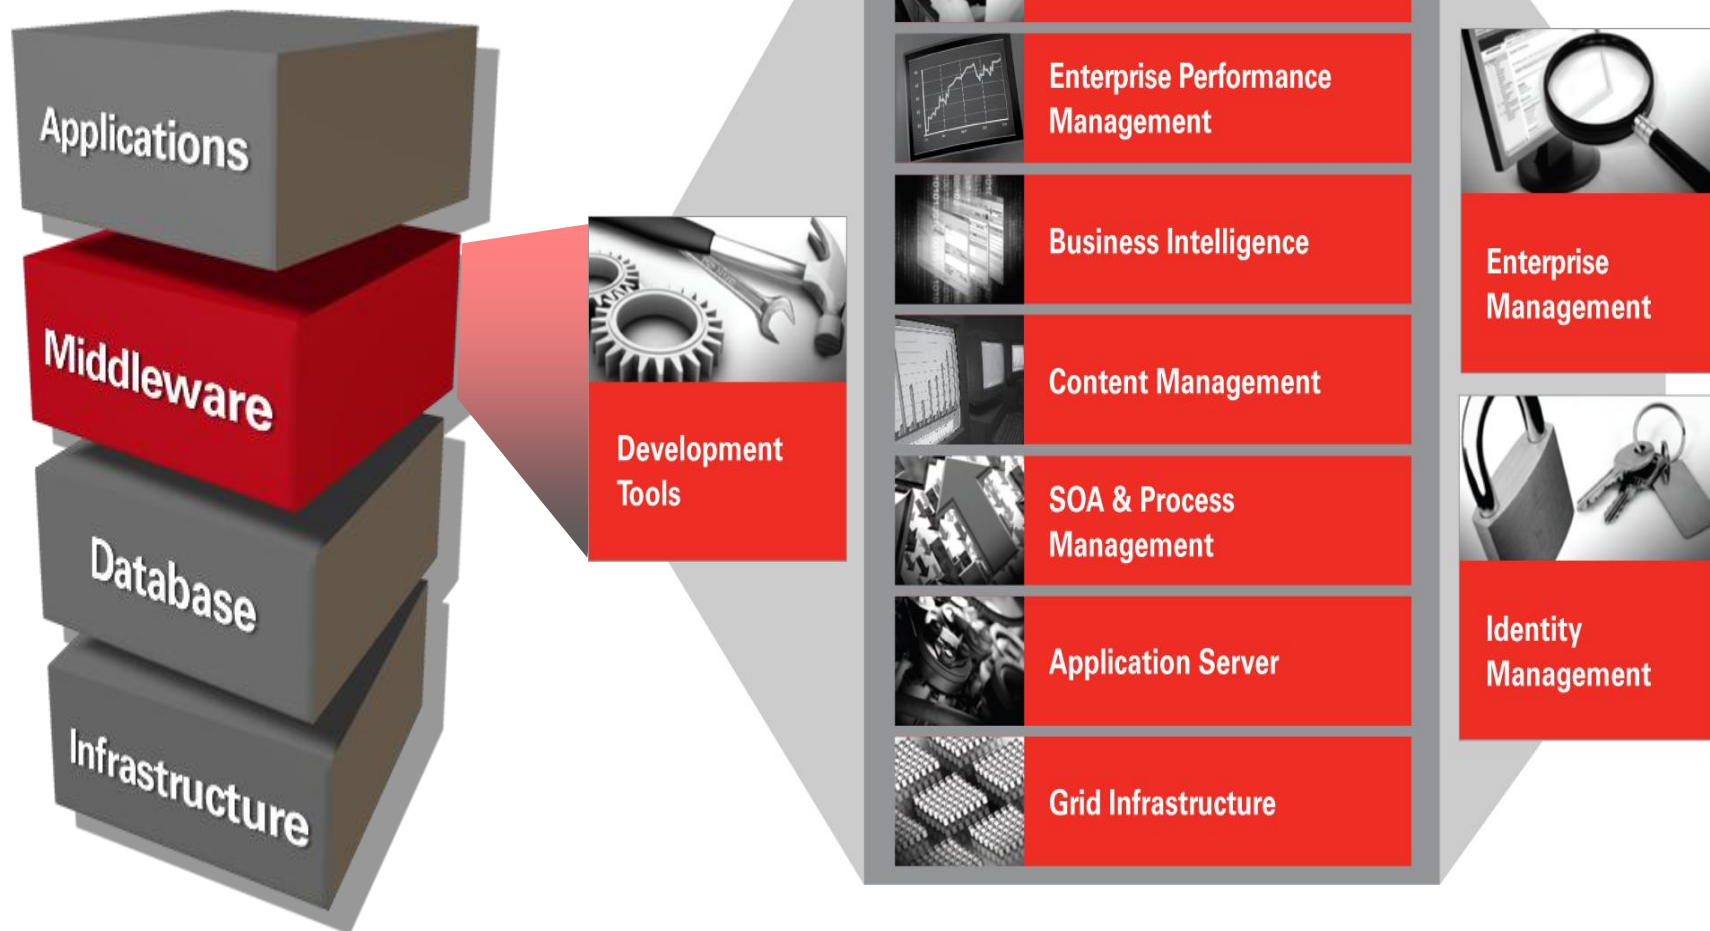 Applications
Middleware
Database
Infrastructure
Development
Tools
Enterprise Performance
Management
Business Intelligence
Content Management
SOA & Process
Management
Application Server
Grid Infrastructure
Enterprise
Management
Identity
Management